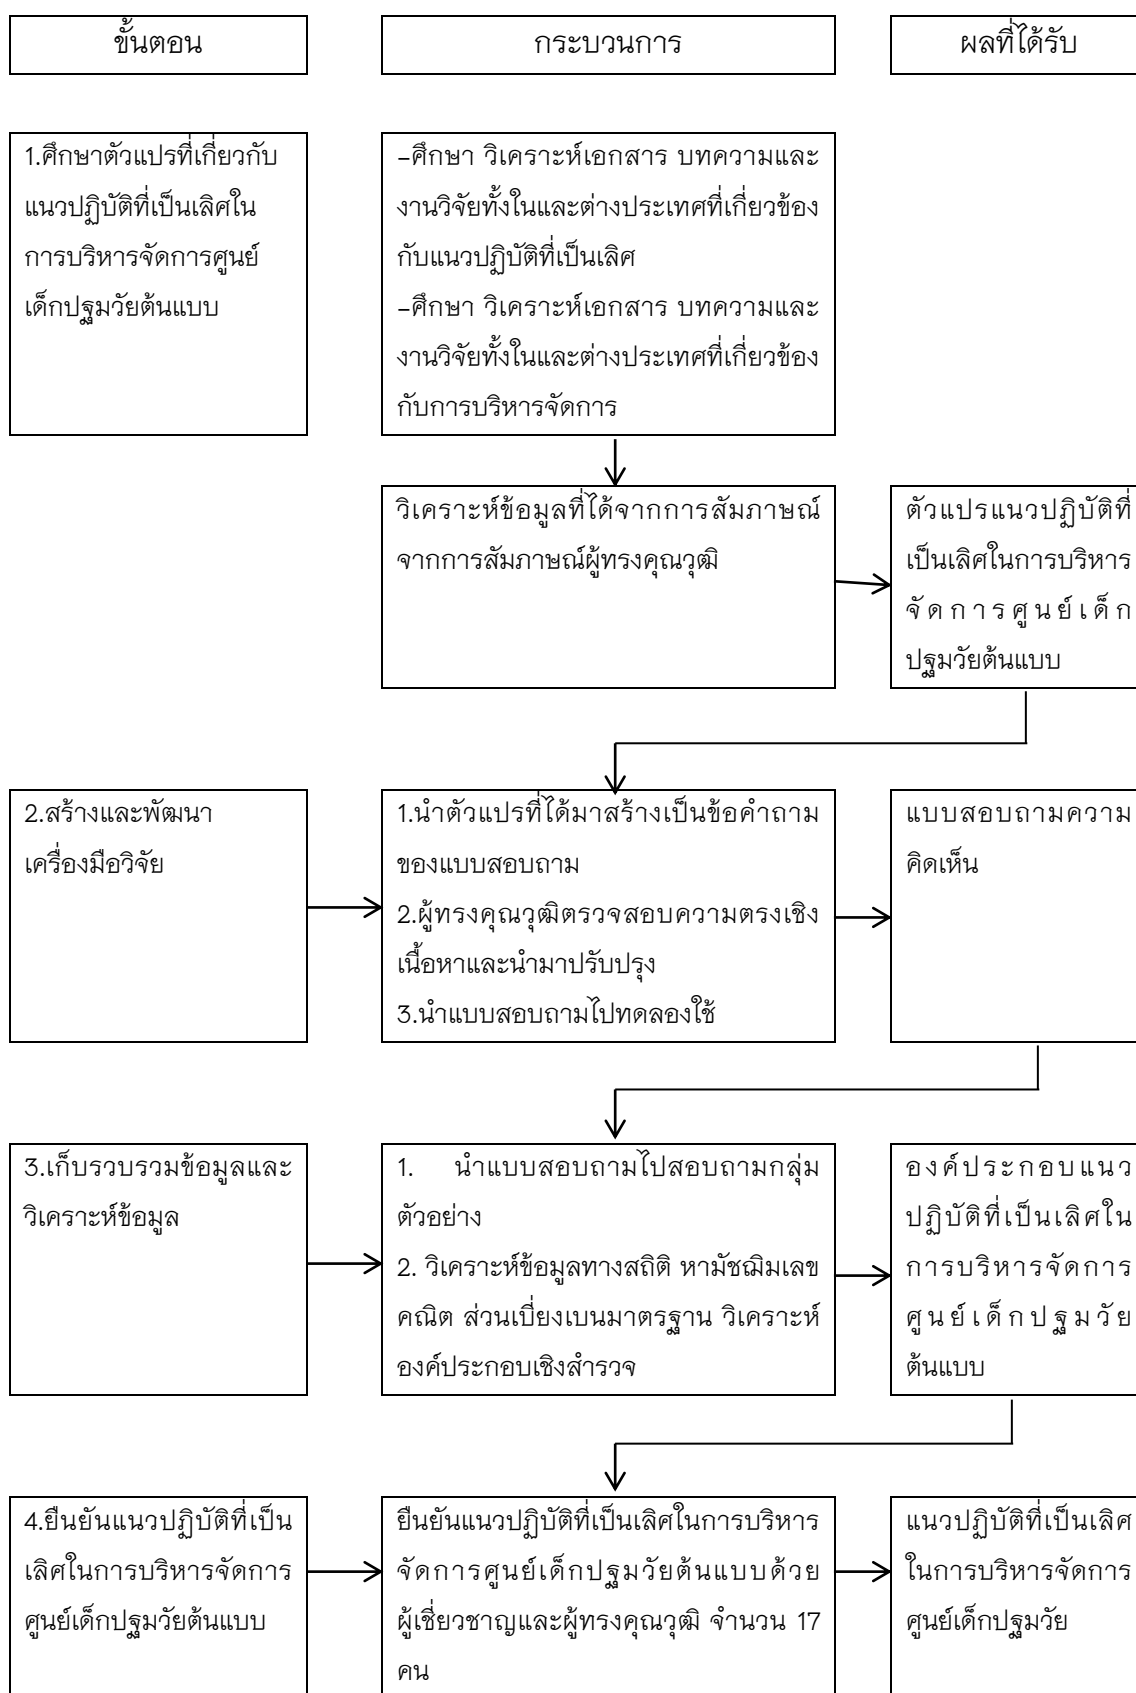 ขั้นตอน
กระบวนการ
ผลที่ได้รับ
1.ศึกษาตัวแปรที่เกี่ยวกับ
แนวปฏิบัติที่เป็นเลิศใน
การบริหารจัดการศูนย์
เด็กปฐมวัยต้นแบบ
–ศึกษา วิเคราะห์เอกสาร บทความและ
งานวิจัยทั้งในและต่างประเทศที่เกี่ยวข้อง
กับแนวปฏิบัติที่เป็นเลิศ
–ศึกษา วิเคราะห์เอกสาร บทความและ
งานวิจัยทั้งในและต่างประเทศที่เกี่ยวข้อง
กับการบริหารจัดการ
วิเคราะห์ข้อมูลที่ได้จากการสัมภาษณ์
จากการสัมภาษณ์ผู้ทรงคุณวุฒิ
ตัวแปรแนวปฏิบัติที่
เป็นเลิศในการบริหาร
จัดการศูนย์เด็ก
ปฐมวัยต้นแบบ
2.สร้างและพัฒนา
เครื่องมือวิจัย
1.นำตัวแปรที่ได้มาสร้างเป็นข้อคำถาม
ของแบบสอบถาม
2.ผู้ทรงคุณวุฒิตรวจสอบความตรงเชิง
เนื้อหาและนำมาปรับปรุง
3.นำแบบสอบถามไปทดลองใช้
แบบสอบถามความ
คิดเห็น
3.เก็บรวบรวมข้อมูลและ
วิเคราะห์ข้อมูล
1. นำแบบสอบถามไปสอบถามกลุ่ม
ตัวอย่าง
2. วิเคราะห์ข้อมูลทางสถิติ หามัชฌิมเลข
คณิต ส่วนเบี่ยงเบนมาตรฐาน วิเคราะห์
องค์ประกอบเชิงสำรวจ
องค์ประกอบแนว
ปฏิบัติที่เป็นเลิศใน
การบริหารจัดการ
ศูนย์เด็กปฐมวัย
ต้นแบบ
4.ยืนยันแนวปฏิบัติที่เป็น
เลิศในการบริหารจัดการ
ศูนย์เด็กปฐมวัยต้นแบบ
ยืนยันแนวปฏิบัติที่เป็นเลิศในการบริหาร
จัดการศูนย์เด็กปฐมวัยต้นแบบด้วย
ผู้เชี่ยวชาญและผู้ทรงคุณวุฒิ จำนวน 17
คน
แนวปฏิบัติที่เป็นเลิศ
ในการบริหารจัดการ
ศูนย์เด็กปฐมวัย